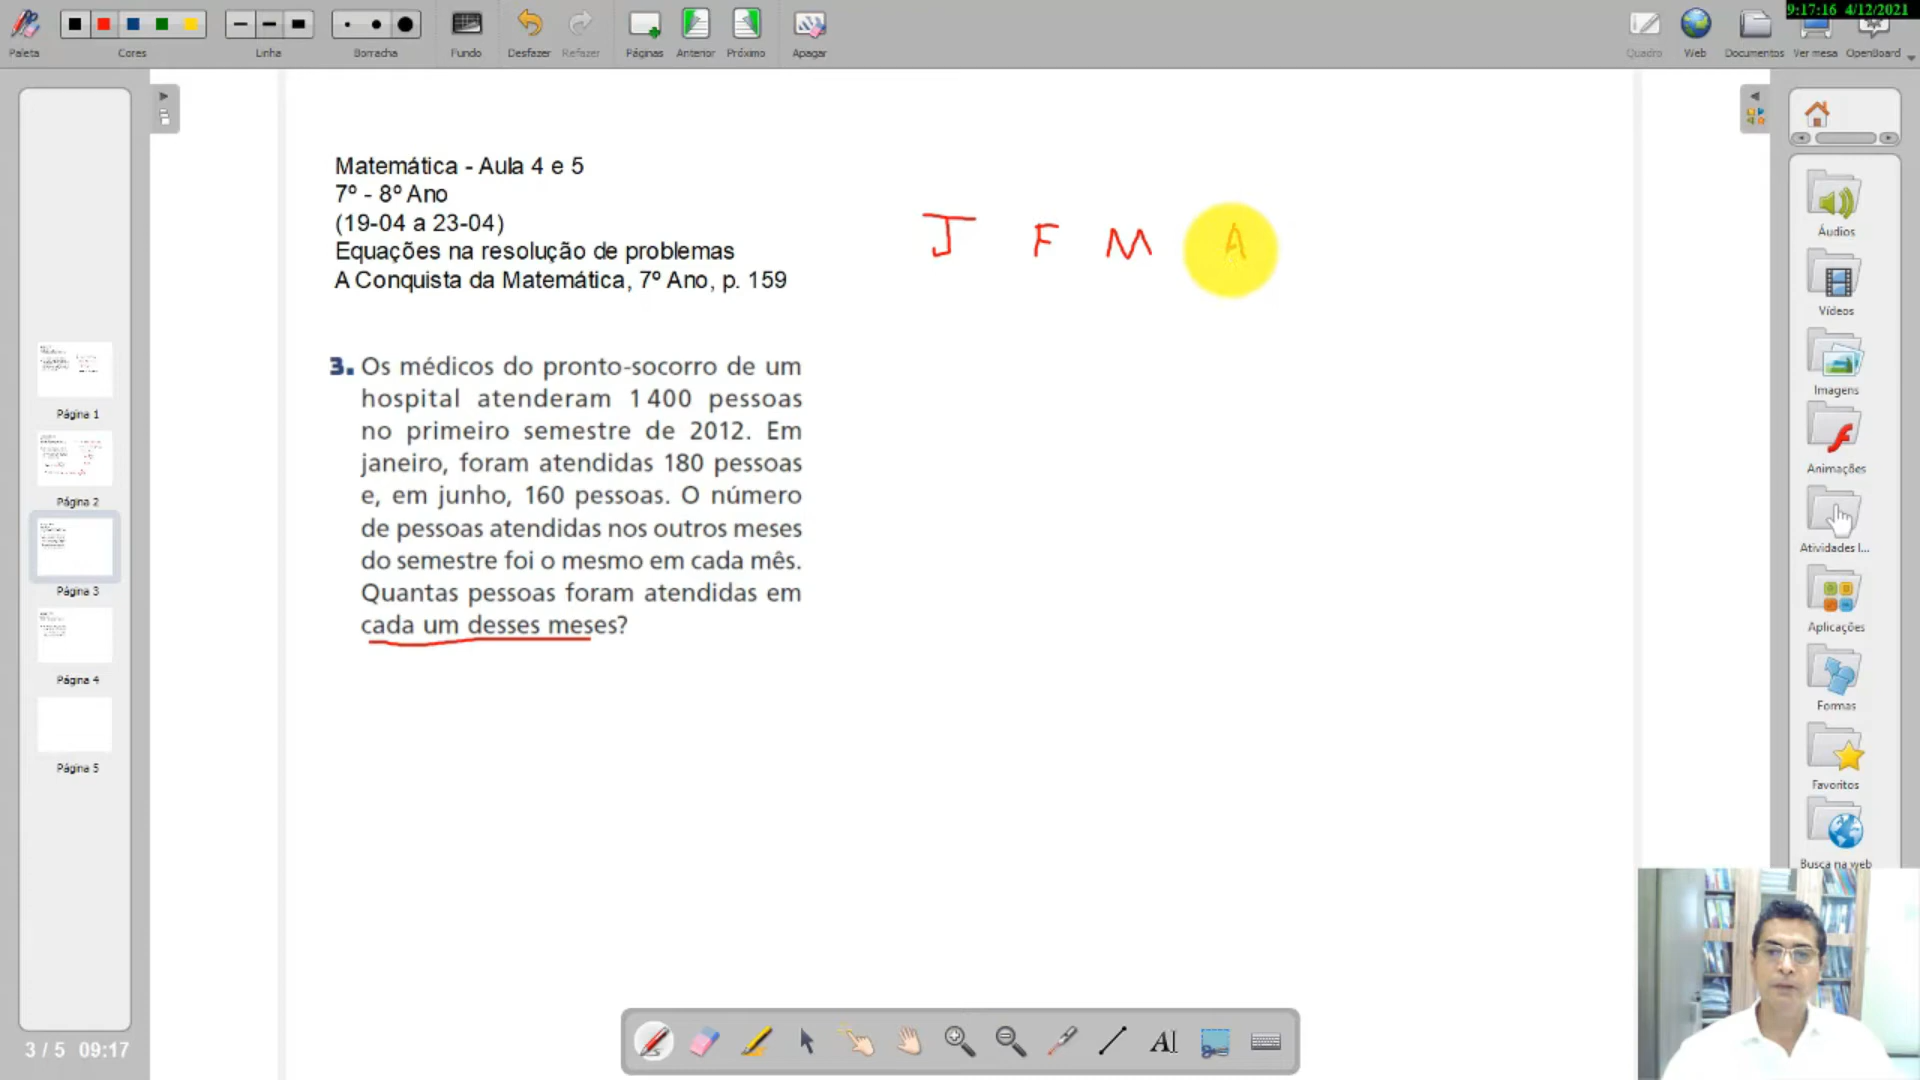 9:17:16 4/12/2021
Paleta
Cores
Linha
Borracha
Fundo
Desfazer
Refazer
Páginas
Anterior
Próximo
Apagar
Quadro
Web
Documentos
Ver mesa
OpenBoard
Matemática - Aula 4 e 5
7º - 8º Ano
(19-04 a 23-04)
Equações na resolução de problemas
A Conquista da Matemática, 7º Ano, p. 159
J F M A
3. Os médicos do pronto-socorro de um
hospital atenderam 1 400 pessoas
no primeiro semestre de 2012. Em
janeiro, foram atendidas 180 pessoas
e, em junho, 160 pessoas. O número
de pessoas atendidas nos outros meses
do semestre foi o mesmo em cada mês.
Quantas pessoas foram atendidas em
cada um desses meses?
Página 1
Página 2
Página 3
Página 4
Página 5
3 / 5 09:17
Áudios
Vídeos
Imagens
Animações
Atividades I...
Aplicações
Formas
Favoritos
Busca na web
AI